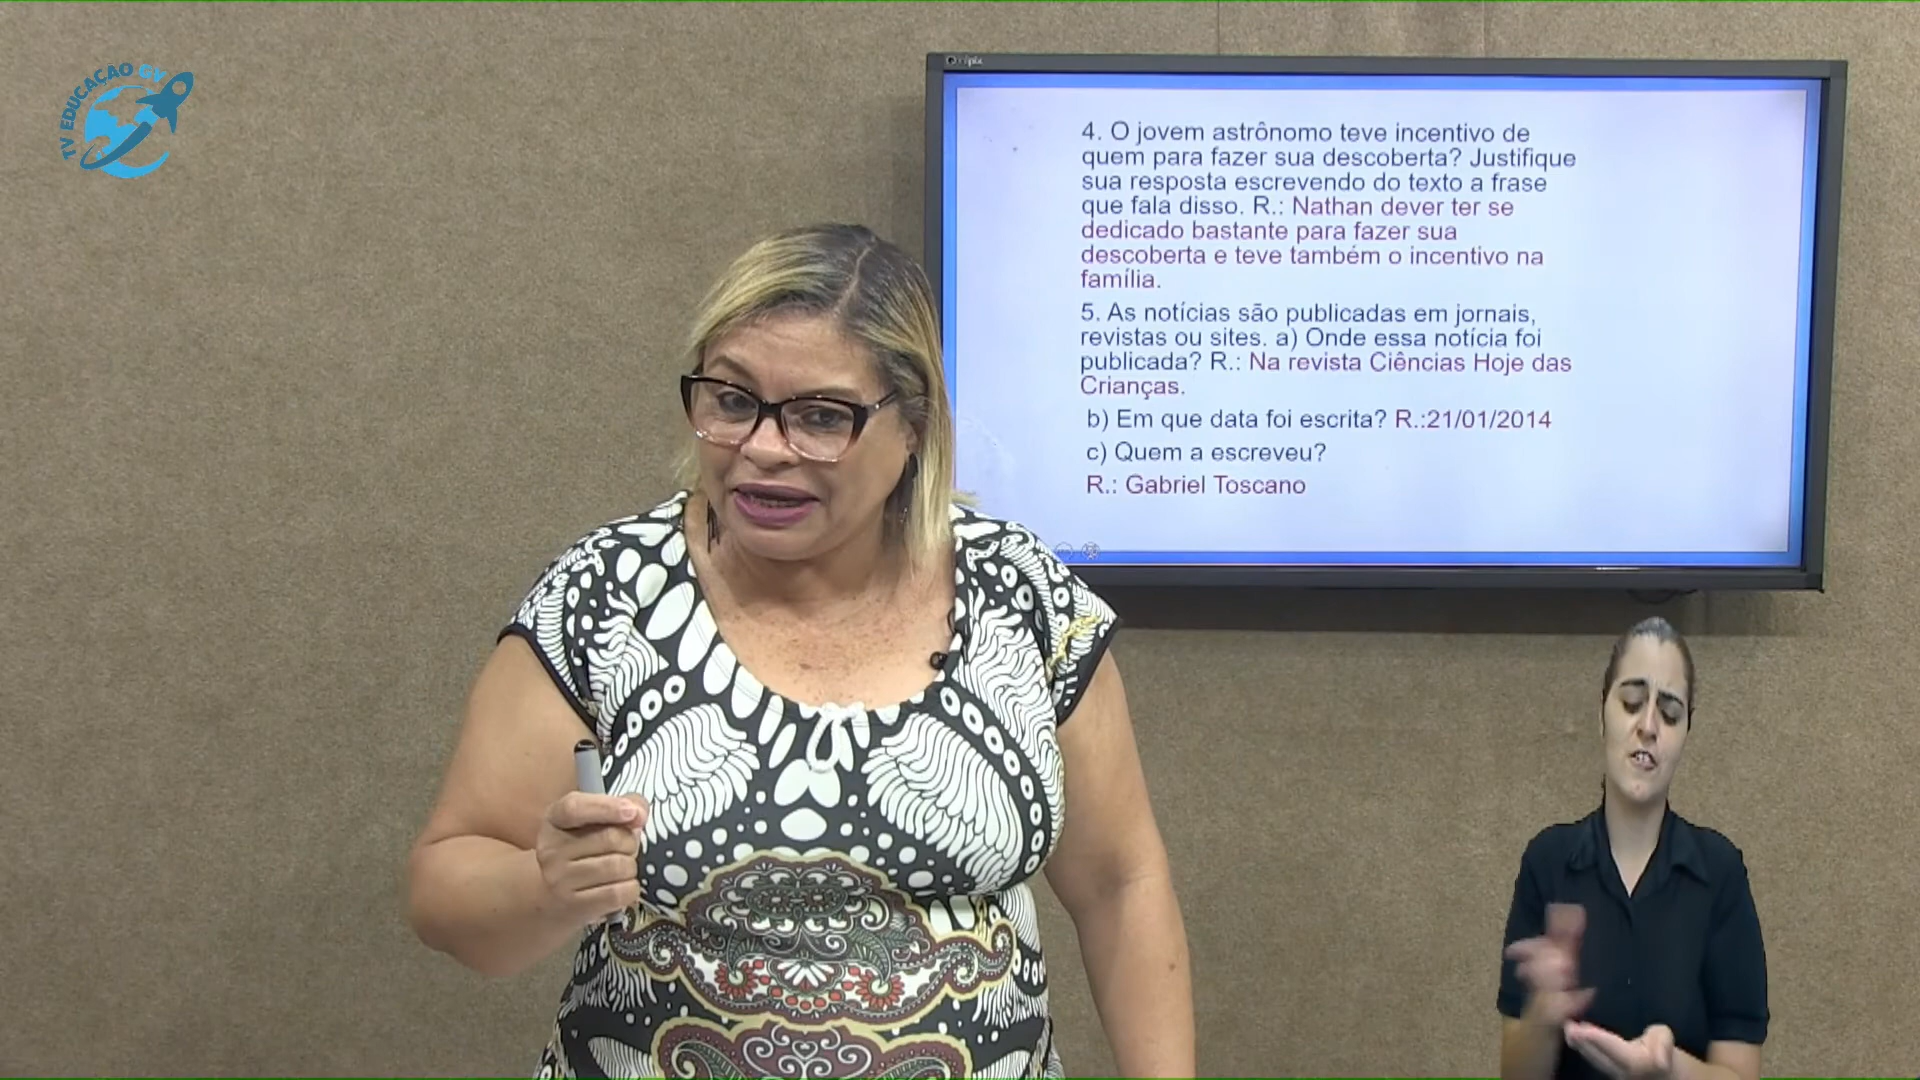 TV EDUCAÇÃO GV
4. O jovem astrônomo teve incentivo de
quem para fazer sua descoberta? Justifique
sua resposta escrevendo do texto a frase
que fala disso. R.: Nathan dever ter se
dedicado bastante para fazer sua
descoberta e teve também o incentivo na
família.
5. As notícias são publicadas em jornais,
revistas ou sites. a) Onde essa notícia foi
publicada? R.: Na revista Ciências Hoje das
Crianças.
b) Em que data foi escrita? R.:21/01/2014
c) Quem a escreveu?
R.: Gabriel Toscano